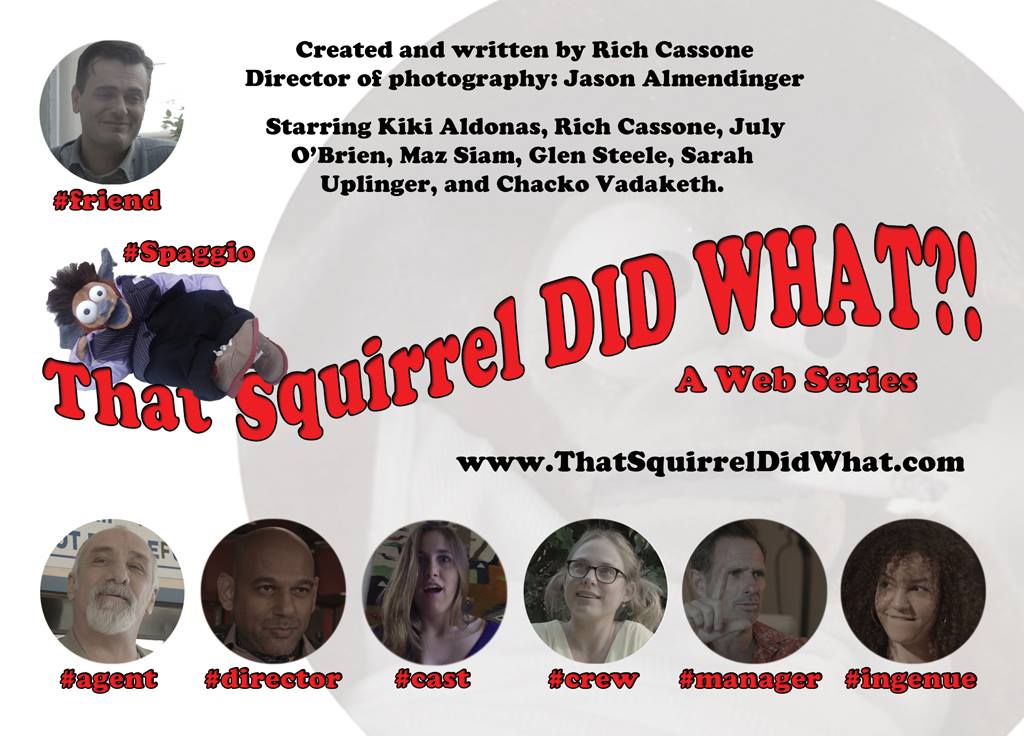 Created and written by Rich Cassone
Director of photography: Jason Almendinger
Starring Kiki Aldonas, Rich Cassone, July
O’Brien, Maz Siam, Glen Steele, Sarah
Uplinger, and Chacko Vadaketh.
#friend
#Spaggio
That Squirrel DID WHAT?!
A Web Series
www.ThatSquirrelDidWhat.com
#agent
#director
#cast
#crew
#manager
#ingenue